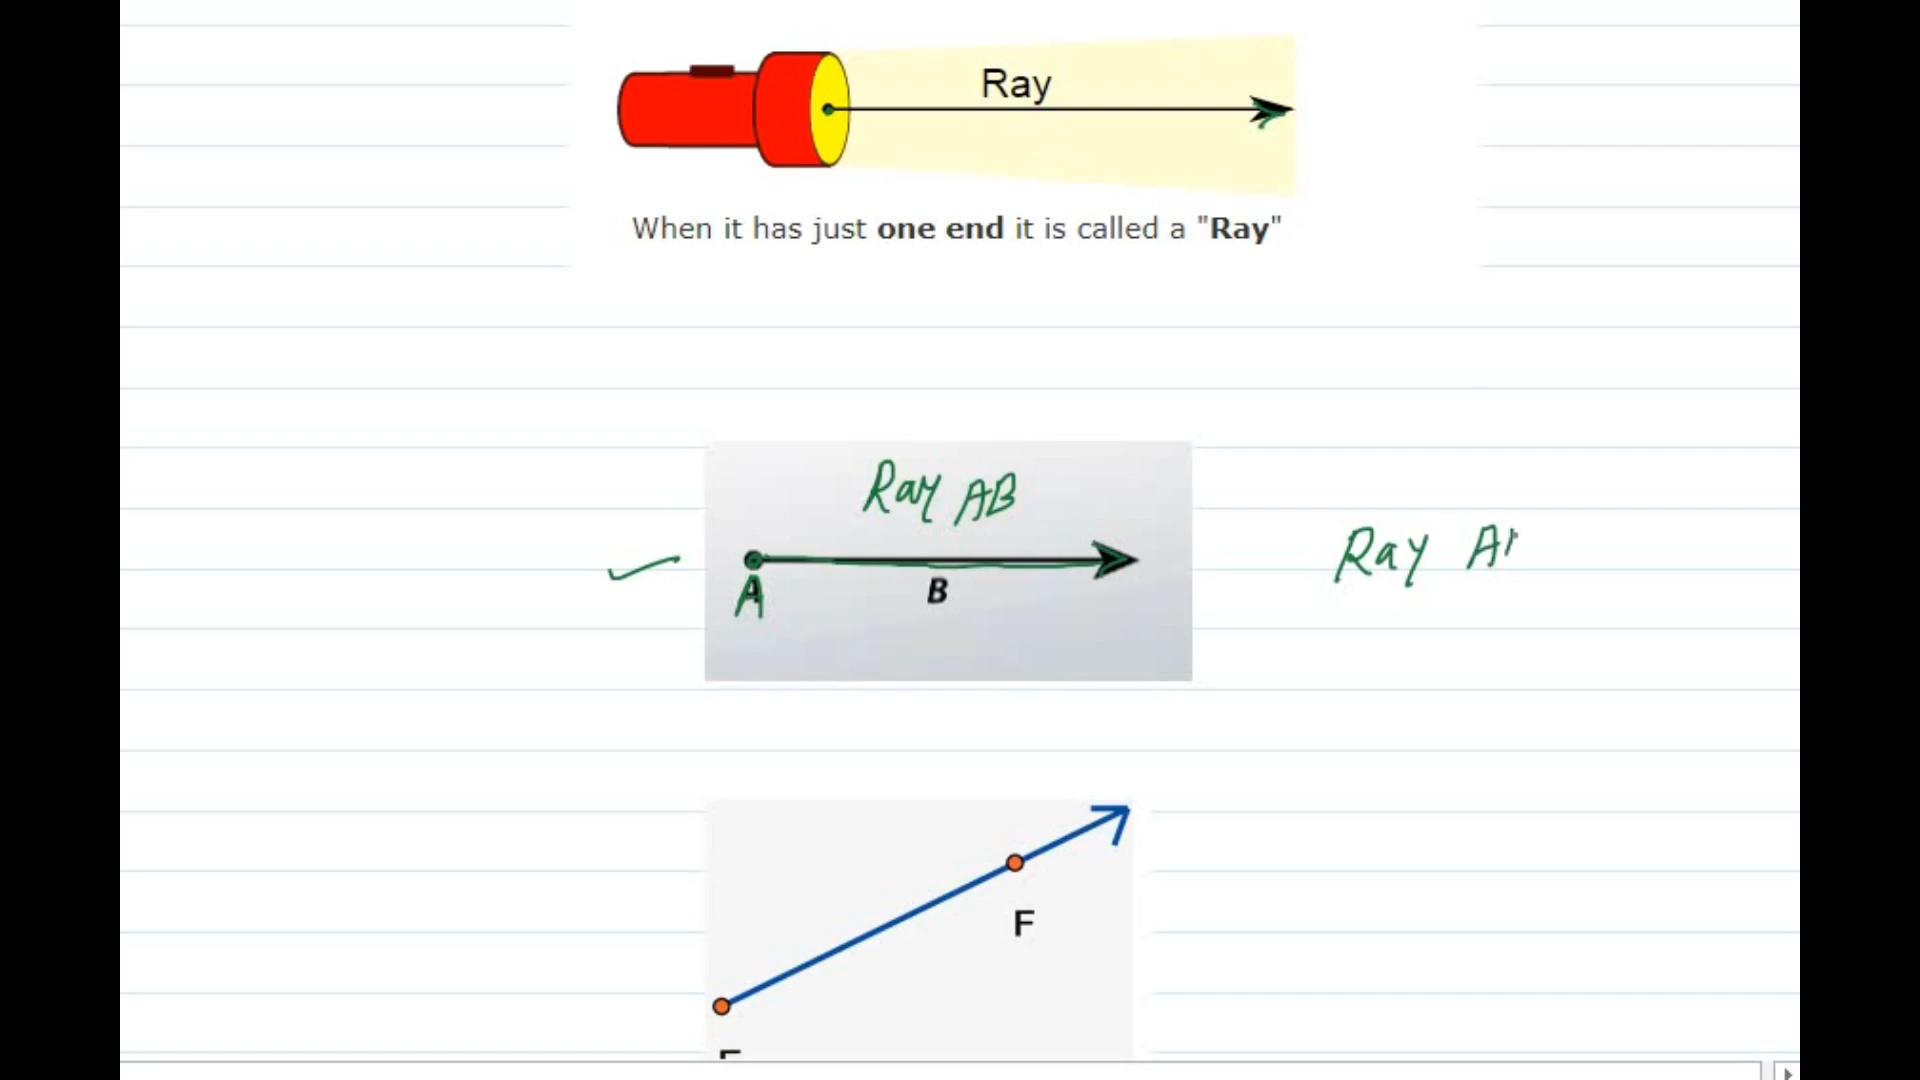 Ray
When it has just one end it is called a "Ray"
Ray AB
A
B
Ray
F